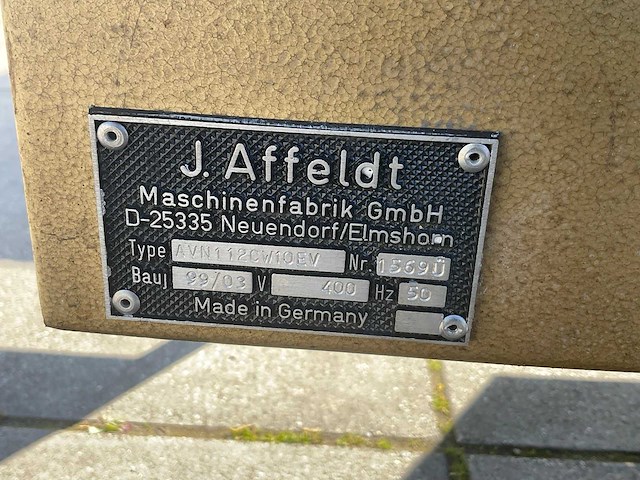 J. Affeldt
Maschinenfabrik GmbH
D-25335 Neuendorf/Elmshorn
Type AVN112CW10EV Nr. 15690
Bauj 99/03 V 400 Hz 50
Made in Germany